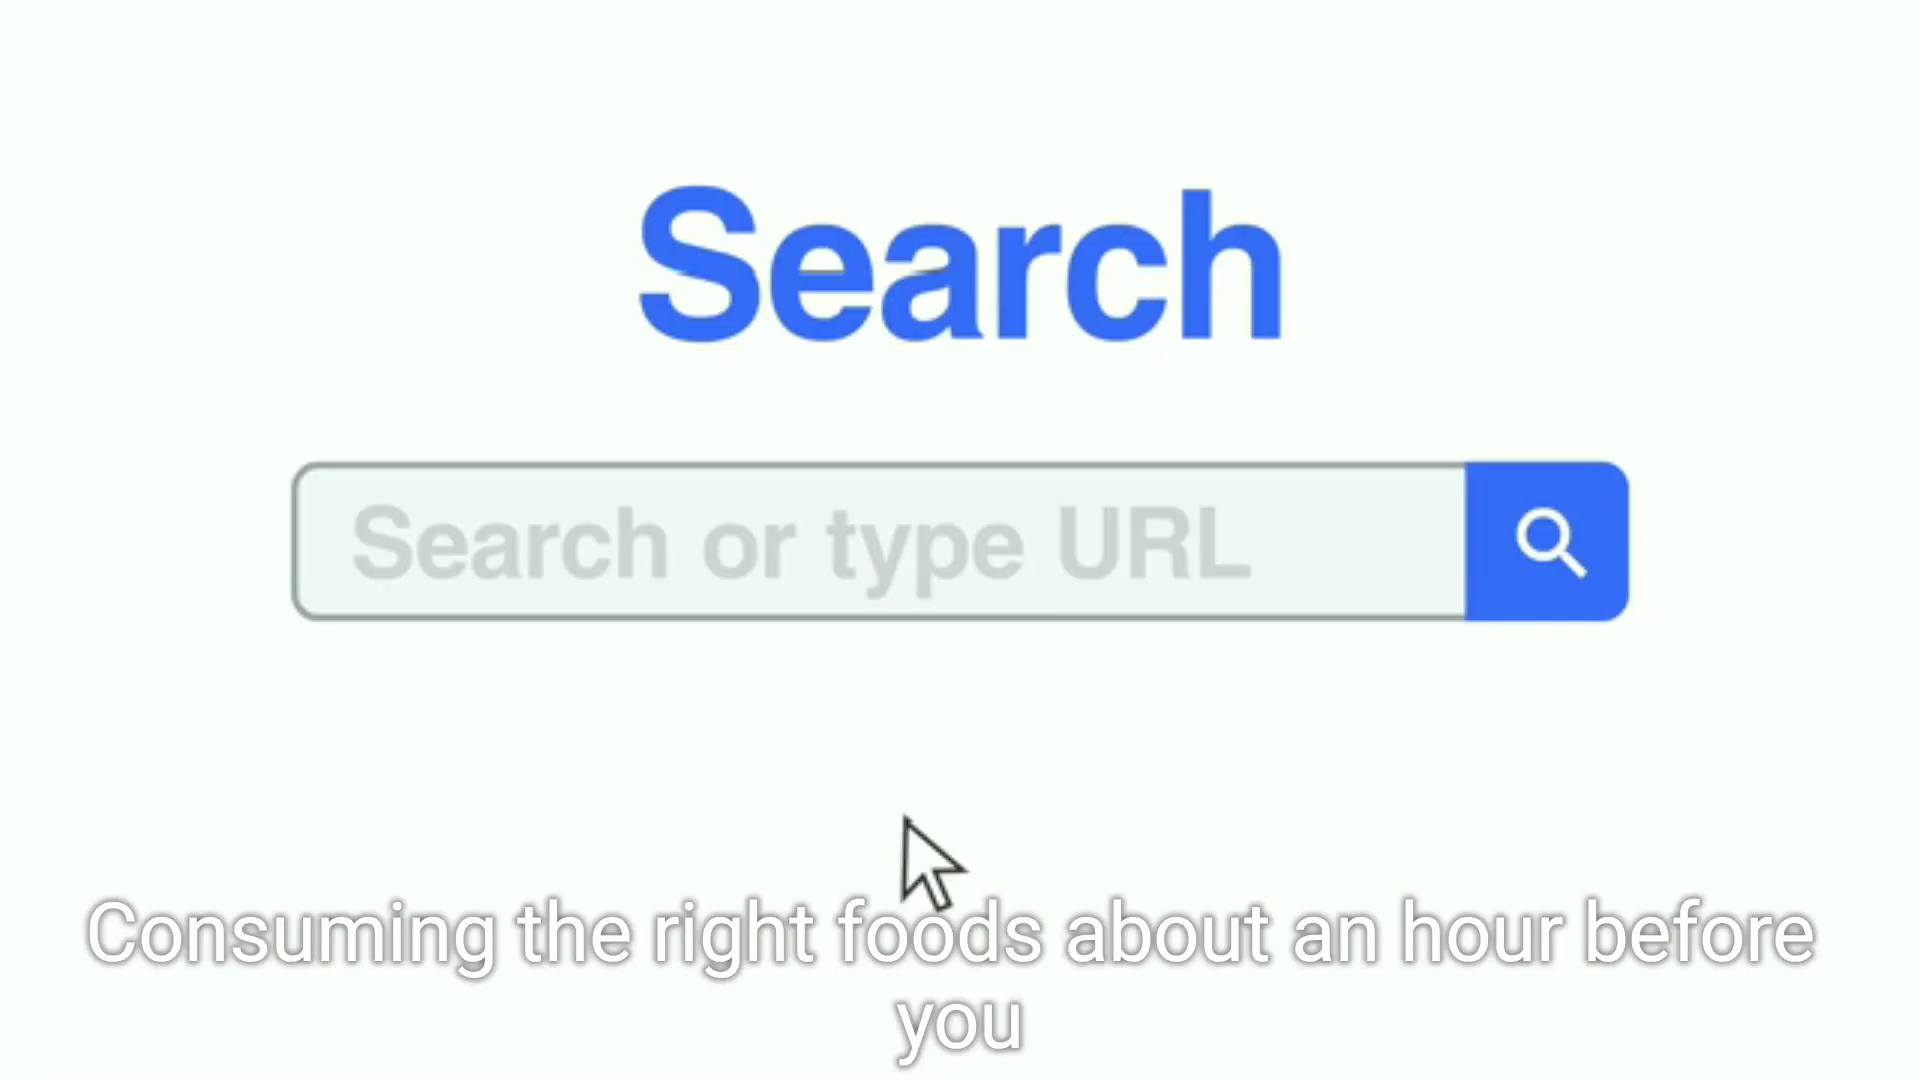 Search
Search or type URL
Consuming the right foods about an hour before
you